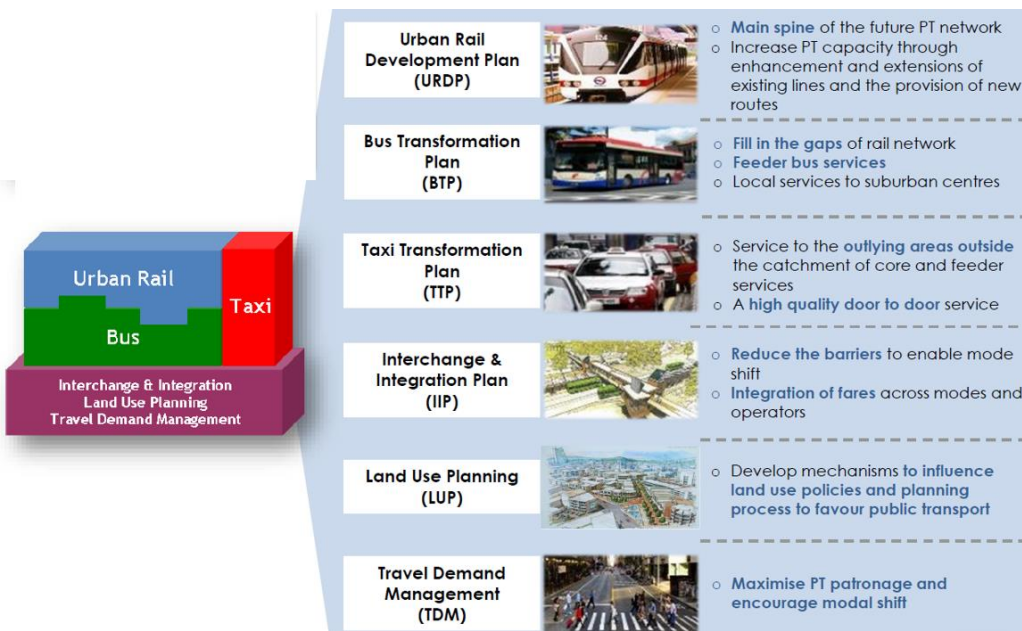 Urban Rail
Bus
Taxi
Interchange & Integration
Land Use Planning
Travel Demand Management
Urban Rail
Development Plan
(URDP)
o Main spine of the future PT network
o Increase PT capacity through
enhancement and extensions of
existing lines and the provision of new
routes
Bus Transformation
Plan
(BTP)
o Fill in the gaps of rail network
o Feeder bus services
o Local services to suburban centres
Taxi Transformation
Plan
(TTP)
o Service to the outlying areas outside
the catchment of core and feeder
services
o A high quality door to door service
Interchange &
Integration Plan
(IIP)
o Reduce the barriers to enable mode
shift
o Integration of fares across modes and
operators
Land Use Planning
(LUP)
o Develop mechanisms to influence
land use policies and planning
process to favour public transport
Travel Demand
Management
(TDM)
o Maximise PT patronage and
encourage modal shift